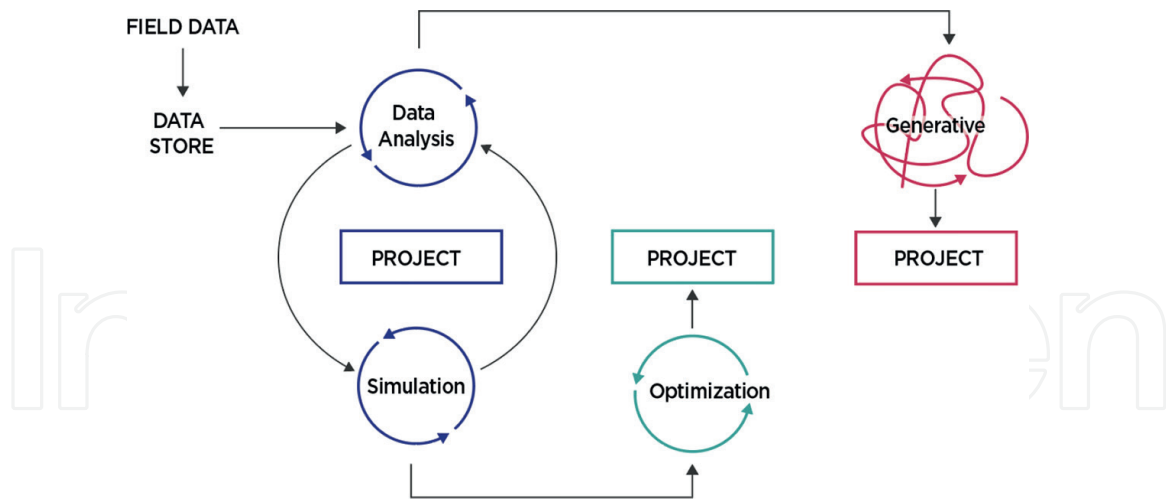 FIELD DATA
DATA
STORE
Data
Analysis
Generative
PROJECT
PROJECT
PROJECT
Simulation
Optimization